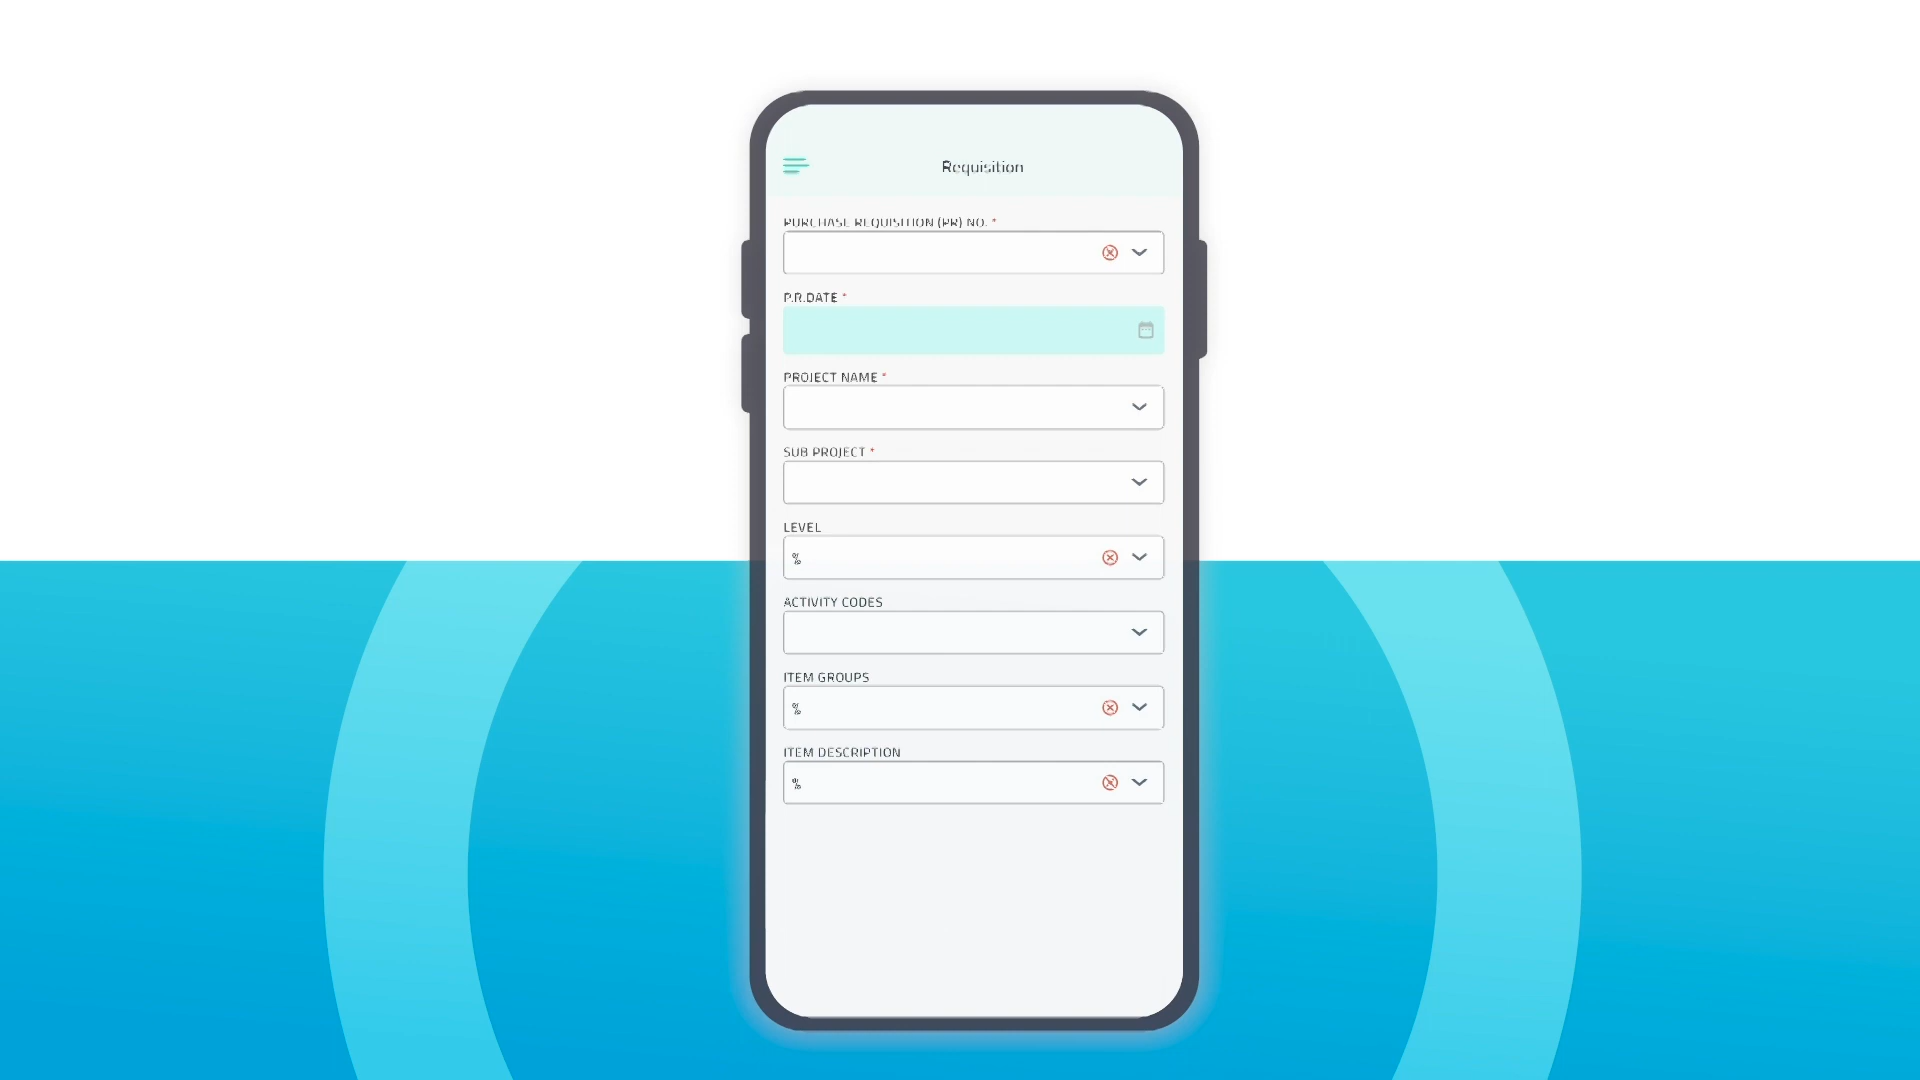 Requisition
PURCHASE REQUISITION (PR) NO. *
P.R.DATE *
PROJECT NAME *
SUB PROJECT *
LEVEL
%
ACTIVITY CODES
ITEM GROUPS
%
ITEM DESCRIPTION
%